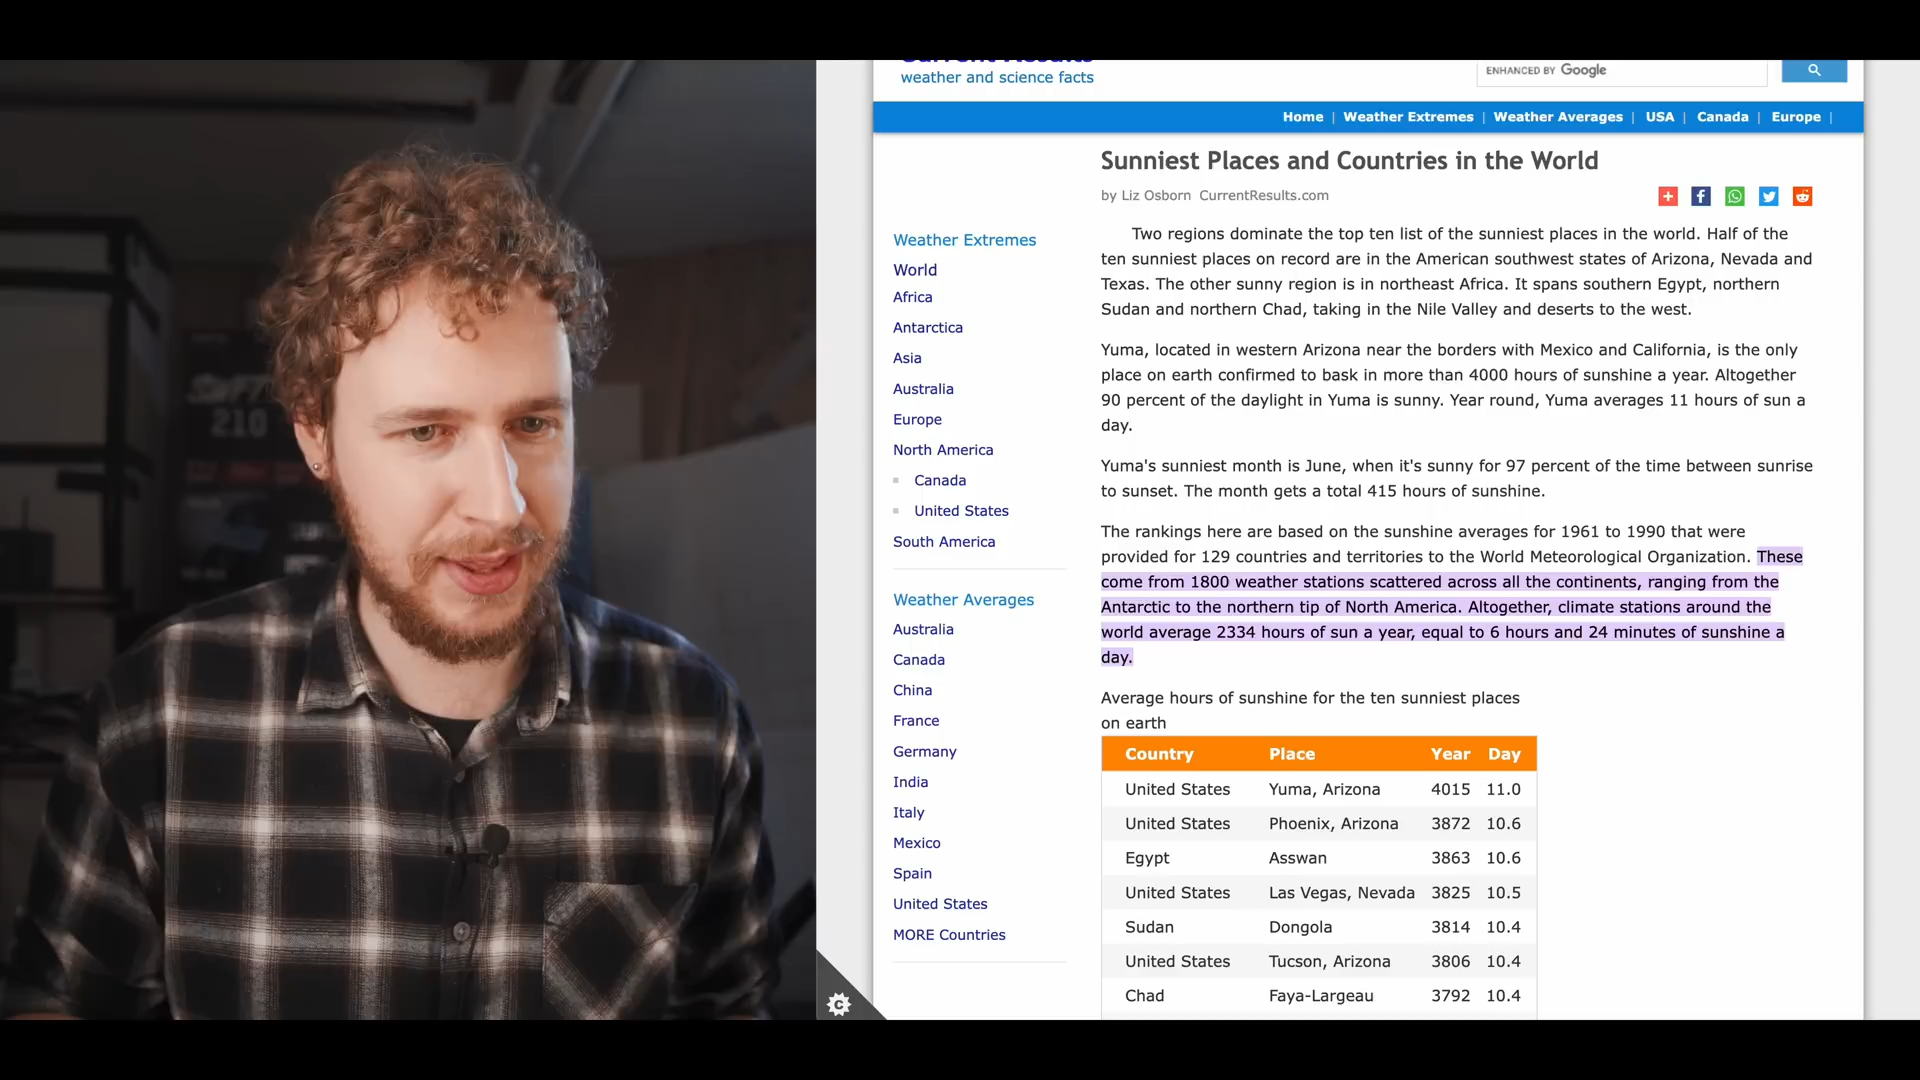 Current Results
weather and science facts
ENHANCED BY Google
Home | Weather Extremes | Weather Averages | USA | Canada | Europe |
Sunniest Places and Countries in the World
by Liz Osborn CurrentResults.com
Two regions dominate the top ten list of the sunniest places in the world. Half of the
ten sunniest places on record are in the American southwest states of Arizona, Nevada and
Texas. The other sunny region is in northeast Africa. It spans southern Egypt, northern
Sudan and northern Chad, taking in the Nile Valley and deserts to the west.
Yuma, located in western Arizona near the borders with Mexico and California, is the only
place on earth confirmed to bask in more than 4000 hours of sunshine a year. Altogether
90 percent of the daylight in Yuma is sunny. Year round, Yuma averages 11 hours of sun a
day.
Yuma's sunniest month is June, when it's sunny for 97 percent of the time between sunrise
to sunset. The month gets a total 415 hours of sunshine.
The rankings here are based on the sunshine averages for 1961 to 1990 that were
provided for 129 countries and territories to the World Meteorological Organization. These
come from 1800 weather stations scattered across all the continents, ranging from the
Antarctic to the northern tip of North America. Altogether, climate stations around the
world average 2334 hours of sun a year, equal to 6 hours and 24 minutes of sunshine a
day.
Average hours of sunshine for the ten sunniest places
on earth
Country Place Year Day
United States Yuma, Arizona 4015 11.0
United States Phoenix, Arizona 3872 10.6
Egypt Asswan 3863 10.6
United States Las Vegas, Nevada 3825 10.5
Sudan Dongola 3814 10.4
United States Tucson, Arizona 3806 10.4
Chad Faya-Largeau 3792 10.4
Weather Extremes
World
Africa
Antarctica
Asia
Australia
Europe
North America
Canada
United States
South America
Weather Averages
Australia
Canada
China
France
Germany
India
Italy
Mexico
Spain
United States
MORE Countries
210